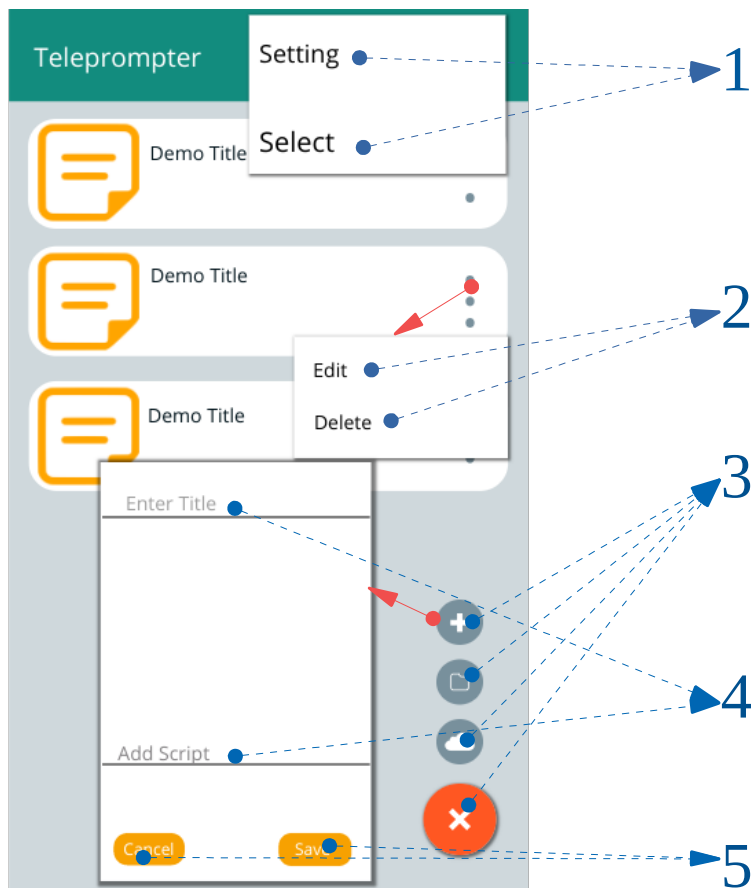 Teleprompter
Setting
1
Select
Demo Title
Demo Title
2
Edit
Delete
Demo Title
3
Enter Title
4
Add Script
Cancel
Save
5